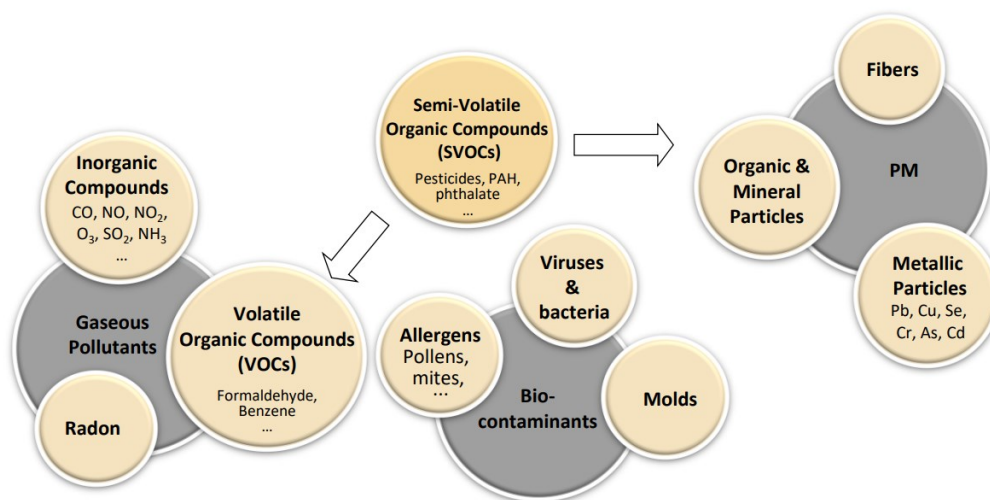 Semi-Volatile
Organic Compounds
(SVOCs)
Pesticides, PAH,
phthalate
...
Fibers
Organic &
Mineral
Particles
PM
Metallic
Particles
Pb, Cu, Se,
Cr, As, Cd
Inorganic
Compounds
CO, NO, NO₂,
O₃, SO₂, NH₃
...
Gaseous
Pollutants
Volatile
Organic Compounds
(VOCs)
Formaldehyde,
Benzene
...
Radon
Viruses
&
bacteria
Allergens
Pollens,
mites,
...
Bio-
contaminants
Molds